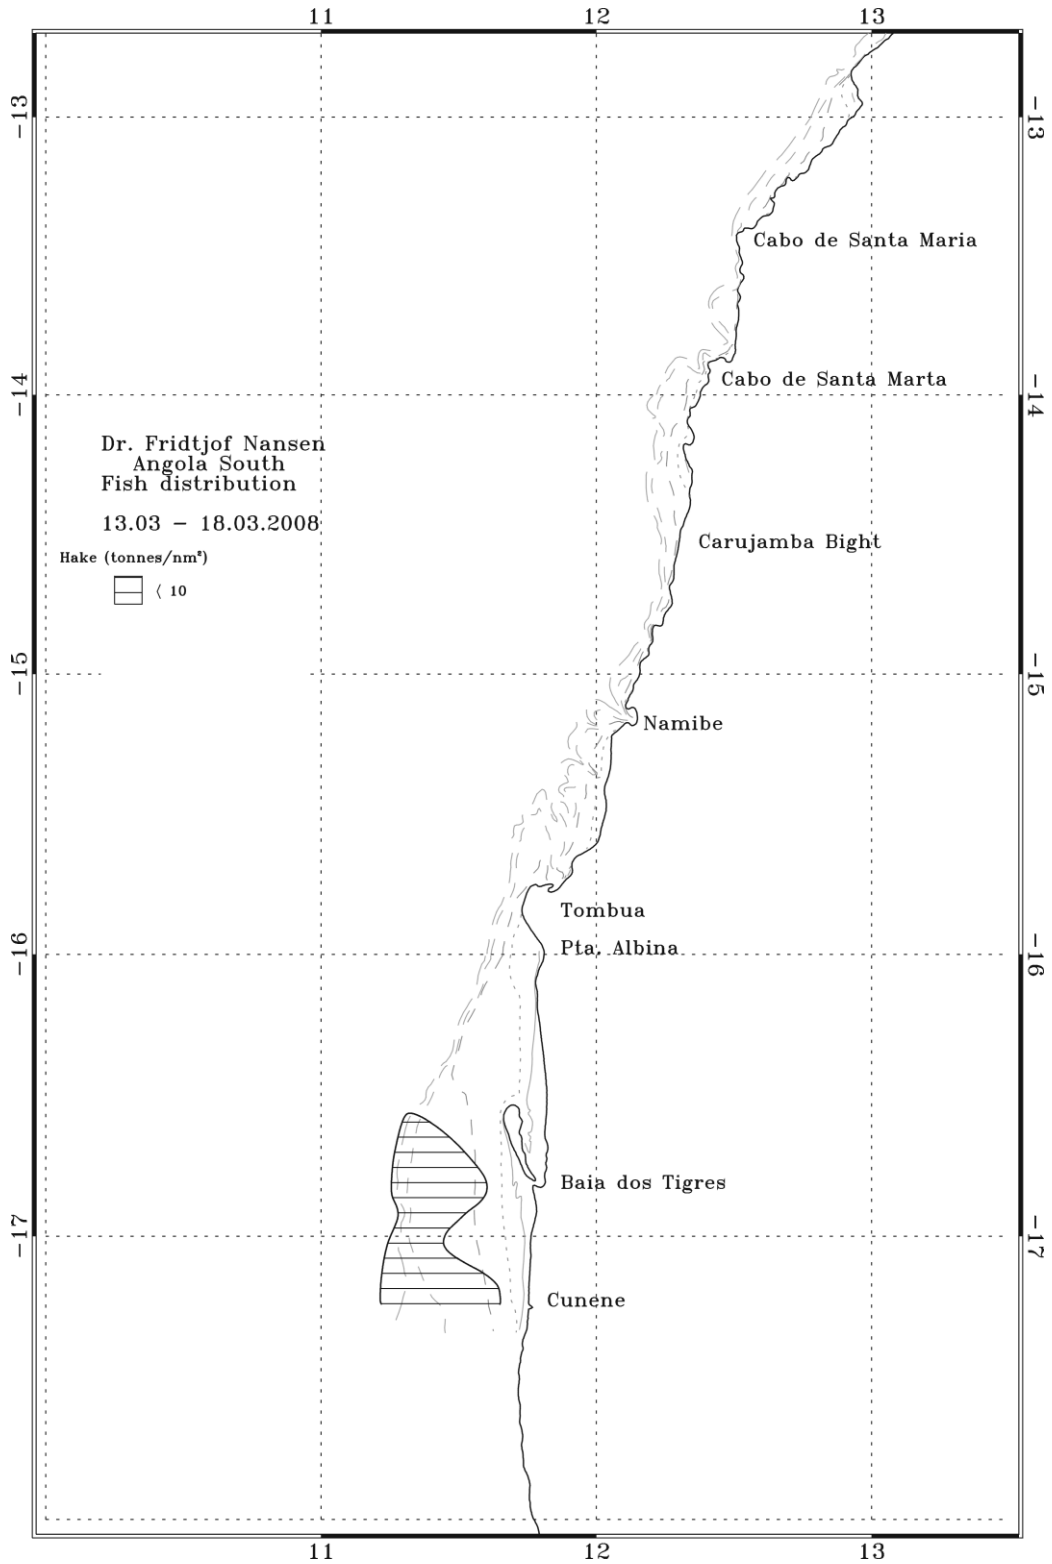 11 12 13
-13 -13
Cabo de Santa Maria
Cabo de Santa Marta
-14 -14
Dr. Fridtjof Nansen
Angola South
Fish distribution
13.03 - 18.03.2008
Carujamba Bight
Hake (tonnes/nm²)
⟨ 10
-15 -15
Namibe
Tombua
Pta. Albina
-16 -16
Baia dos Tigres
-17 -17
Cunene
11 12 13